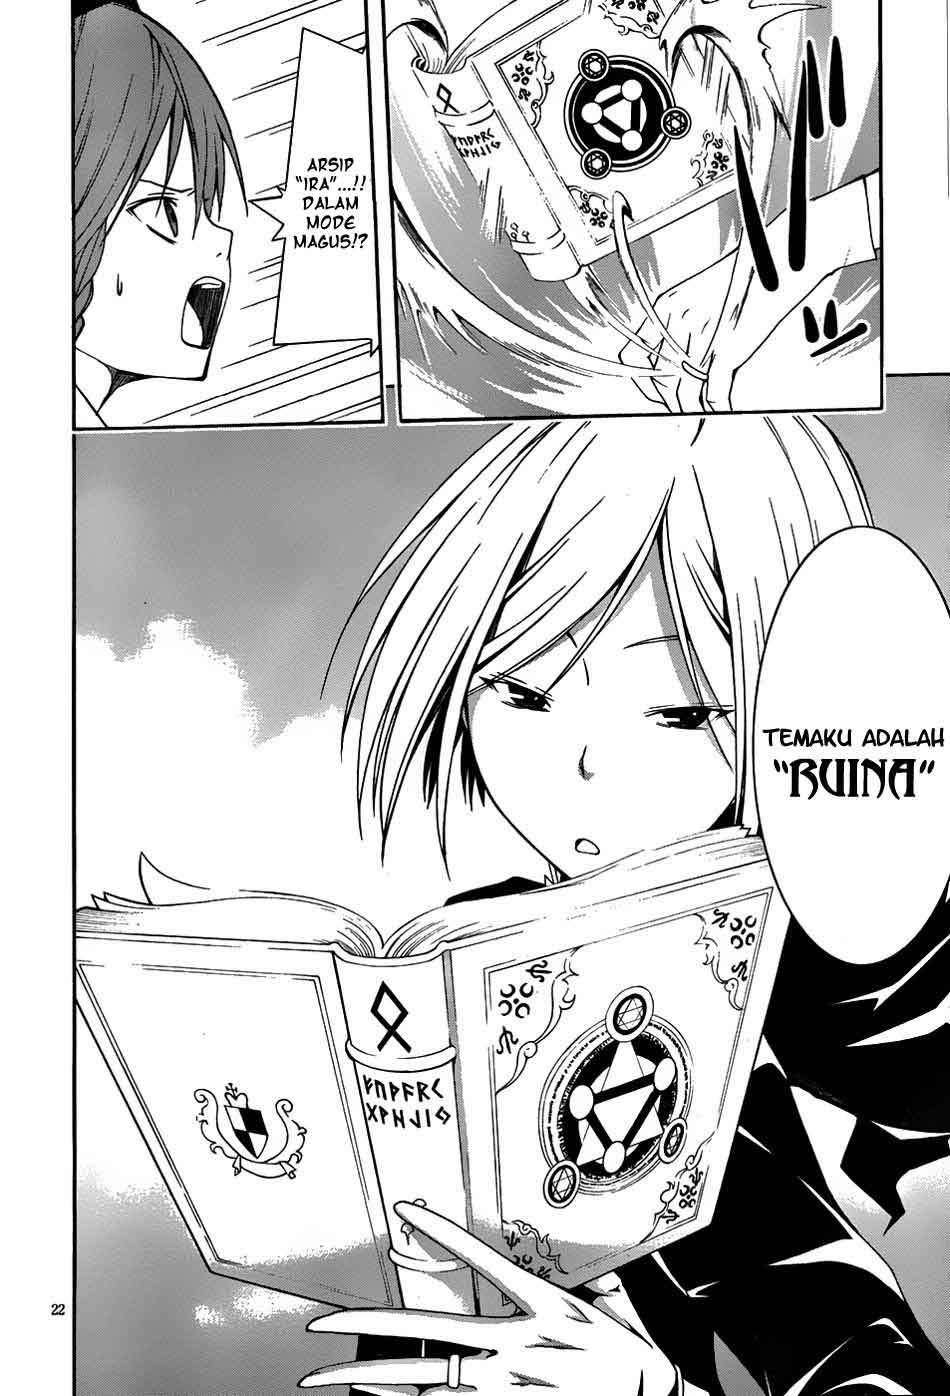 ARSIP
"IRA"...!!
DALAM
MODE
MAGUS!?
TEMAKU ADALAH
"RUINA"
22